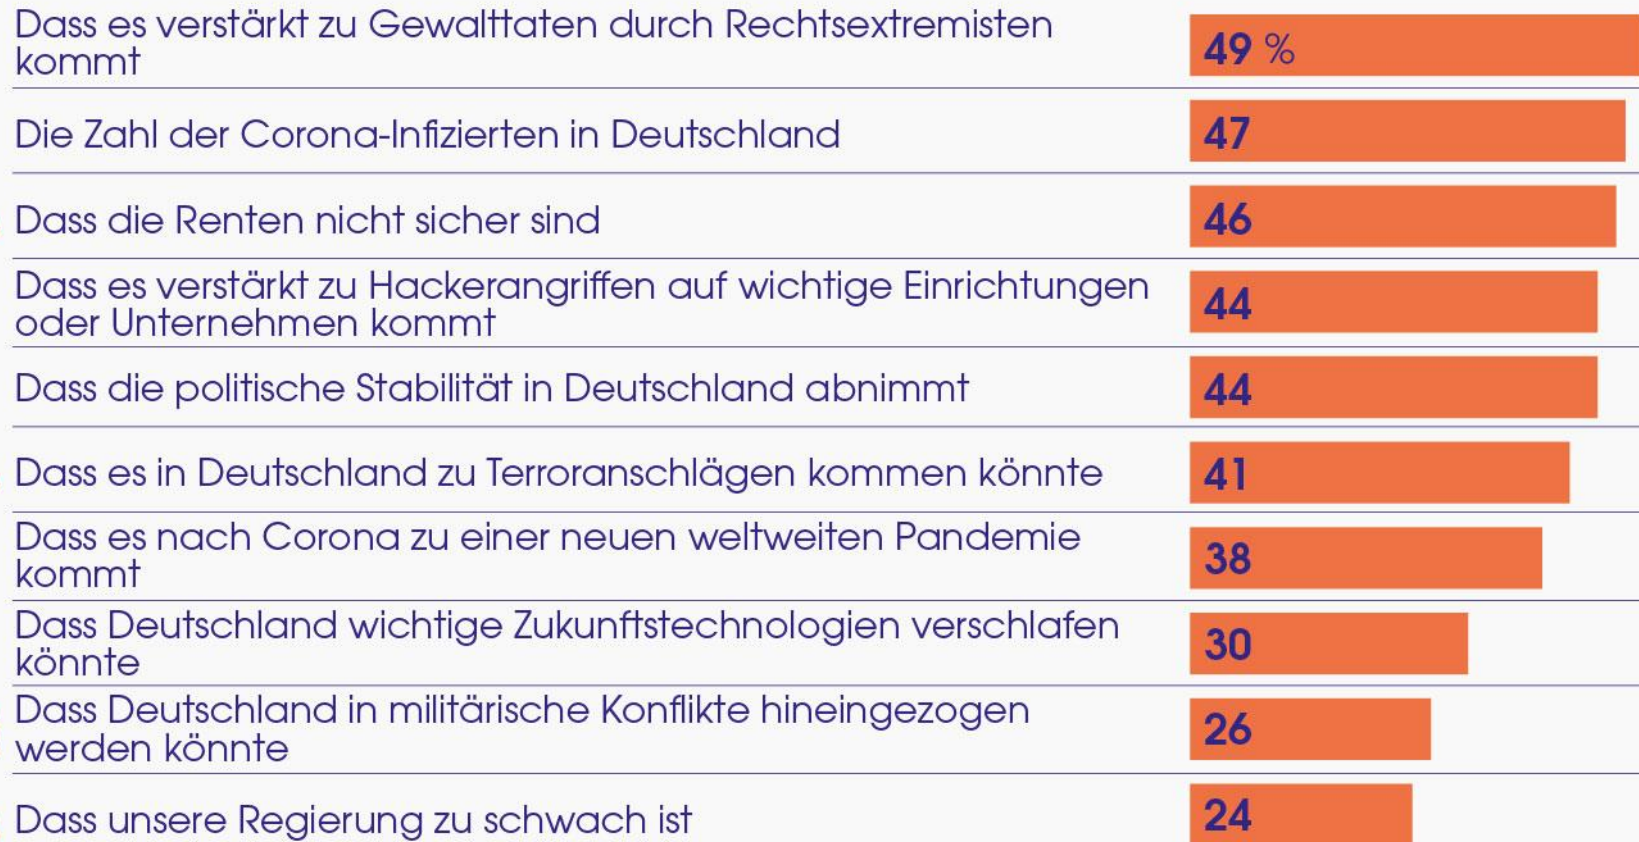 Dass es verstärkt zu Gewalttaten durch Rechtsextremisten
kommt
49 %
Die Zahl der Corona-Infizierten in Deutschland
47
Dass die Renten nicht sicher sind
46
Dass es verstärkt zu Hackerangriffen auf wichtige Einrichtungen
oder Unternehmen kommt
44
Dass die politische Stabilität in Deutschland abnimmt
44
Dass es in Deutschland zu Terroranschlägen kommen könnte
41
Dass es nach Corona zu einer neuen weltweiten Pandemie
kommt
38
Dass Deutschland wichtige Zukunftstechnologien verschlafen
könnte
30
Dass Deutschland in militärische Konflikte hineingezogen
werden könnte
26
Dass unsere Regierung zu schwach ist
24